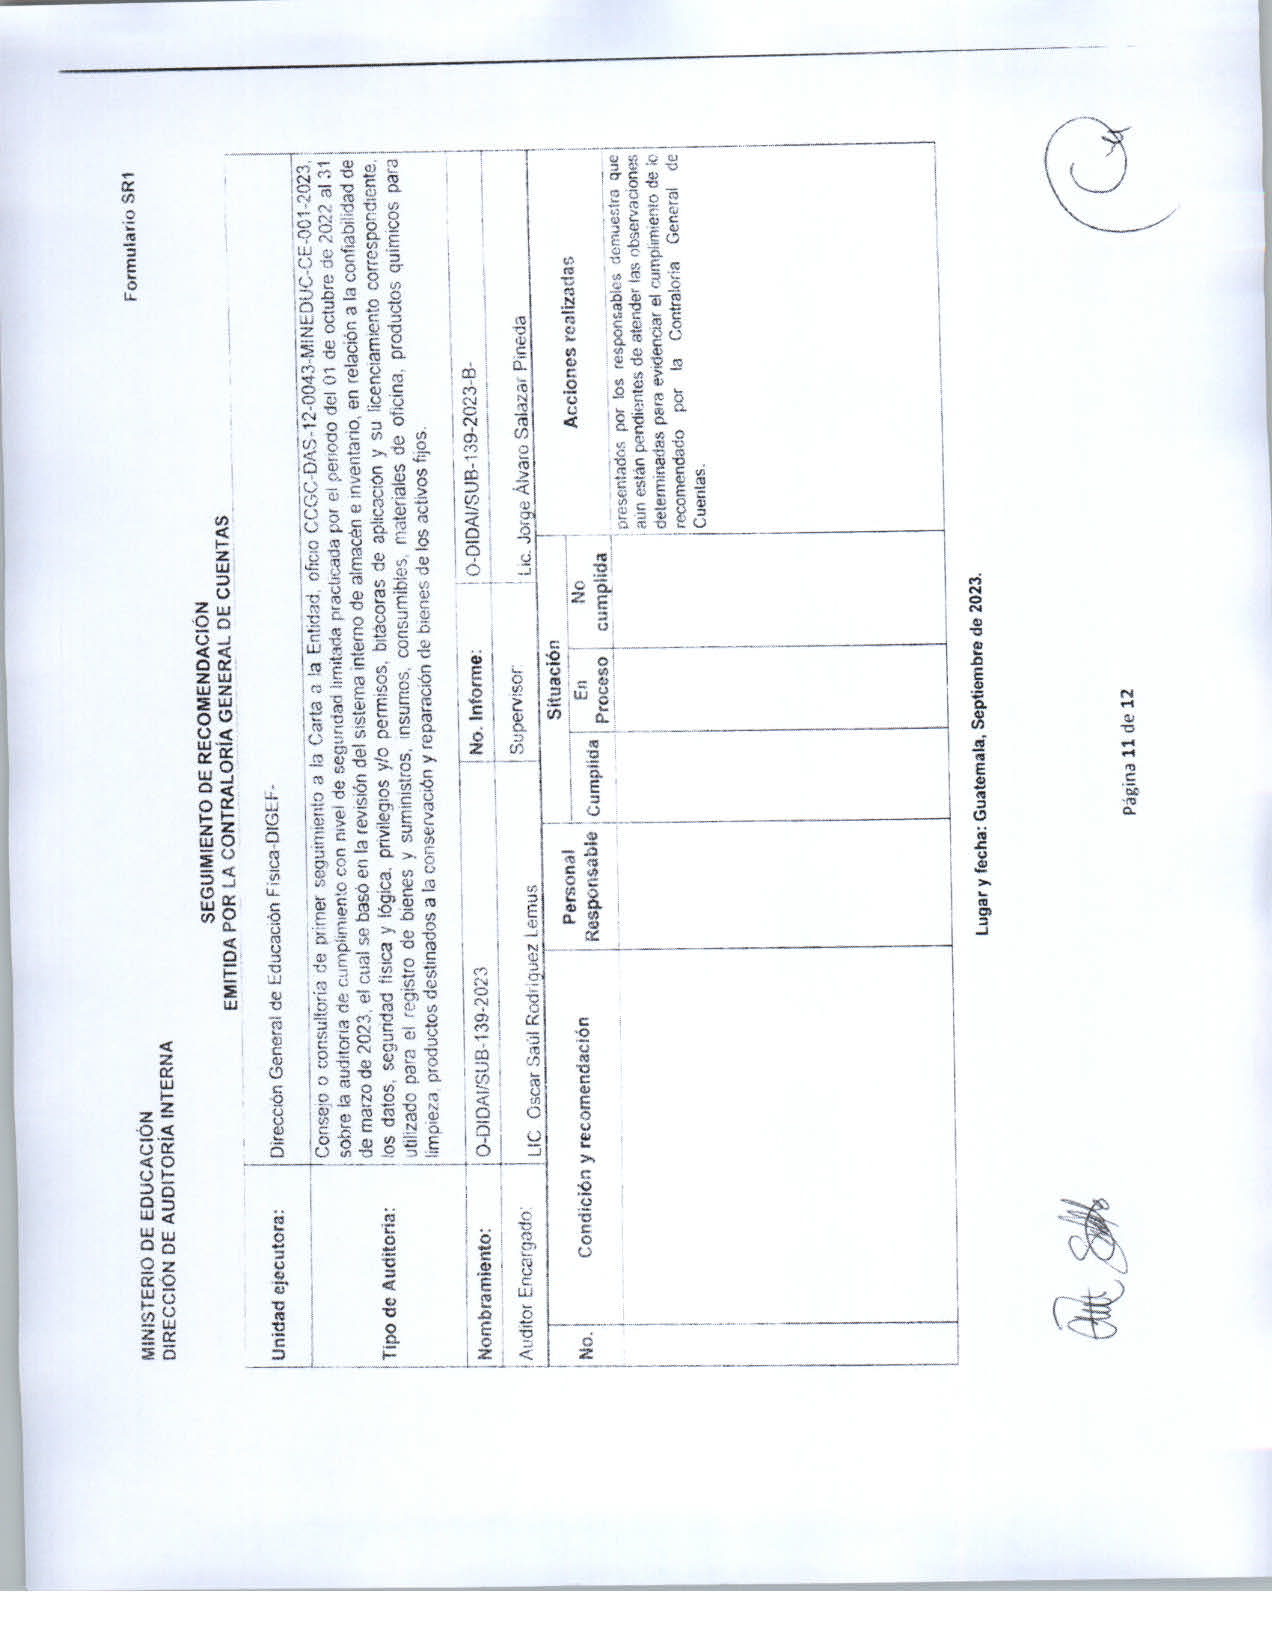 Formulario SR1
MINISTERIO DE EDUCACIÓN
DIRECCIÓN DE AUDITORÍA INTERNA
SEGUIMIENTO DE RECOMENDACIÓN
EMITIDA POR LA CONTRALORÍA GENERAL DE CUENTAS
Unidad ejecutora: Dirección General de Educación Física-DIGEF-
Tipo de Auditoria:
Consejo o consultoría de primer seguimiento a la Carta a la Entidad, oficio CCGC-DAS-12-0043-MINEDUC-CE-001-2023,
sobre la auditoria de cumplimiento con nivel de seguridad limitada practicada por el periodo del 01 de octubre de 2022 al 31
de marzo de 2023, el cual se basó en la revisión del sistema interno de almacén e inventario, en relación a la confiabilidad de
los datos, seguridad física y lógica, privilegios y/o permisos, bitácoras de aplicación y su licenciamiento correspondiente,
utilizado para el registro de bienes y suministros, insumos, consumibles, materiales de oficina, productos químicos para
limpieza, productos destinados a la conservación y reparación de bienes de los activos fijos.
Nombramiento: O-DIDAI/SUB-139-2023 No. Informe: O-DIDAI/SUB-139-2023-B-
Auditor Encargado: LIC Oscar Saúl Rodríguez Lemus Supervisor: Lic. Jorge Álvaro Salazar Pineda
No. Condición y recomendación Personal Responsable Situación Acciones realizadas
Cumplida En Proceso No cumplida
presentados por los responsables demuestra que
aún están pendientes de atender las observaciones
determinadas para evidenciar el cumplimiento de lo
recomendado por la Contraloría General de
Cuentas.
Lugar y fecha: Guatemala, Septiembre de 2023.
Página 11 de 12